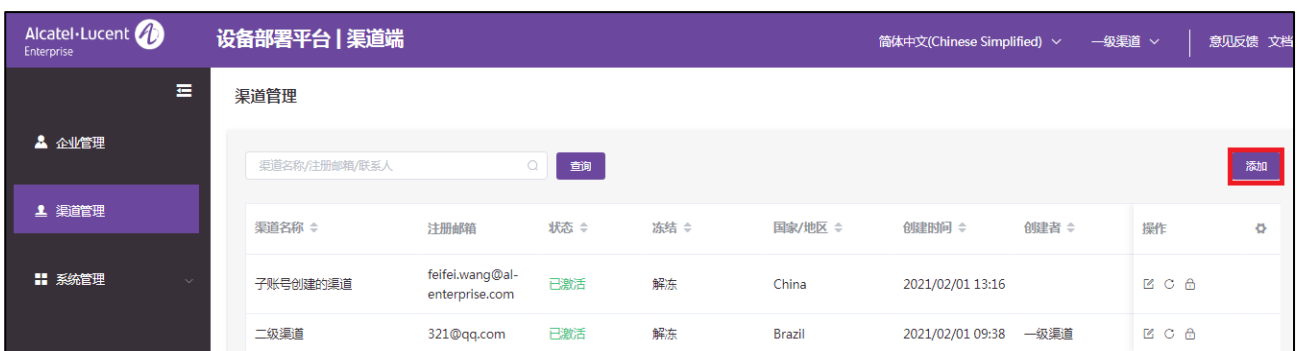 Alcatel·Lucent
Enterprise
设备部署平台 | 渠道端
简体中文(Chinese Simplified)
一级渠道
意见反馈 文档
渠道管理
企业管理
渠道名称/注册邮箱/联系人
查询
添加
渠道管理
渠道名称 注册邮箱 状态 冻结 国家/地区 创建时间 创建者 操作
系统管理
子账号创建的渠道 feifei.wang@al-enterprise.com 已激活 解冻 China 2021/02/01 13:16
二级渠道 321@qq.com 已激活 解冻 Brazil 2021/02/01 09:38 一级渠道